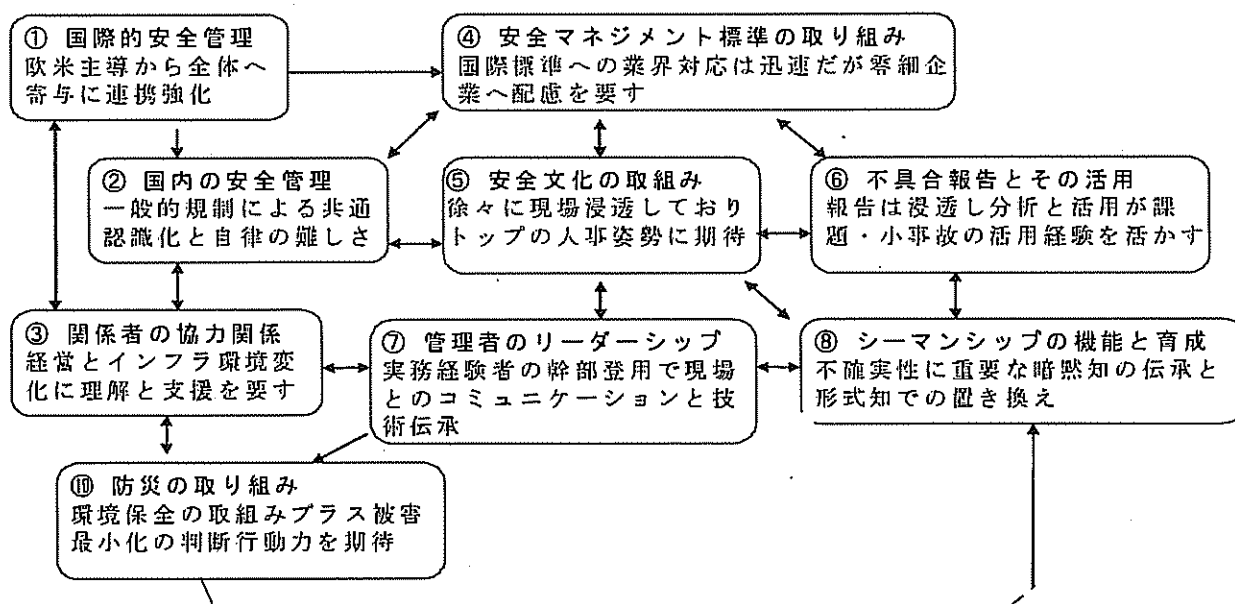 ① 国際的安全管理
欧米主導から全体へ
寄与に連携強化
④ 安全マネジメント標準の取り組み
国際標準への業界対応は迅速だが零細企
業へ配慮を要す
② 国内の安全管理
一般的規制による共通
認識化と自律の難しさ
⑤ 安全文化の取組み
徐々に現場浸透しており
トップの人事姿勢に期待
⑥ 不具合報告とその活用
報告は浸透し分析と活用が課
題・小事故の活用経験を活かす
③ 関係者の協力関係
経営とインフラ環境変
化に理解と支援を要す
⑦ 管理者のリーダーシップ
実務経験者の幹部登用で現場
とのコミュニケーションと技
術伝承
⑧ シーマンシップの機能と育成
不確実性に重要な暗黙知の伝承と
形式知での置き換え
⑩ 防災の取り組み
環境保全の取組みプラス被害
最小化の判断行動力を期待